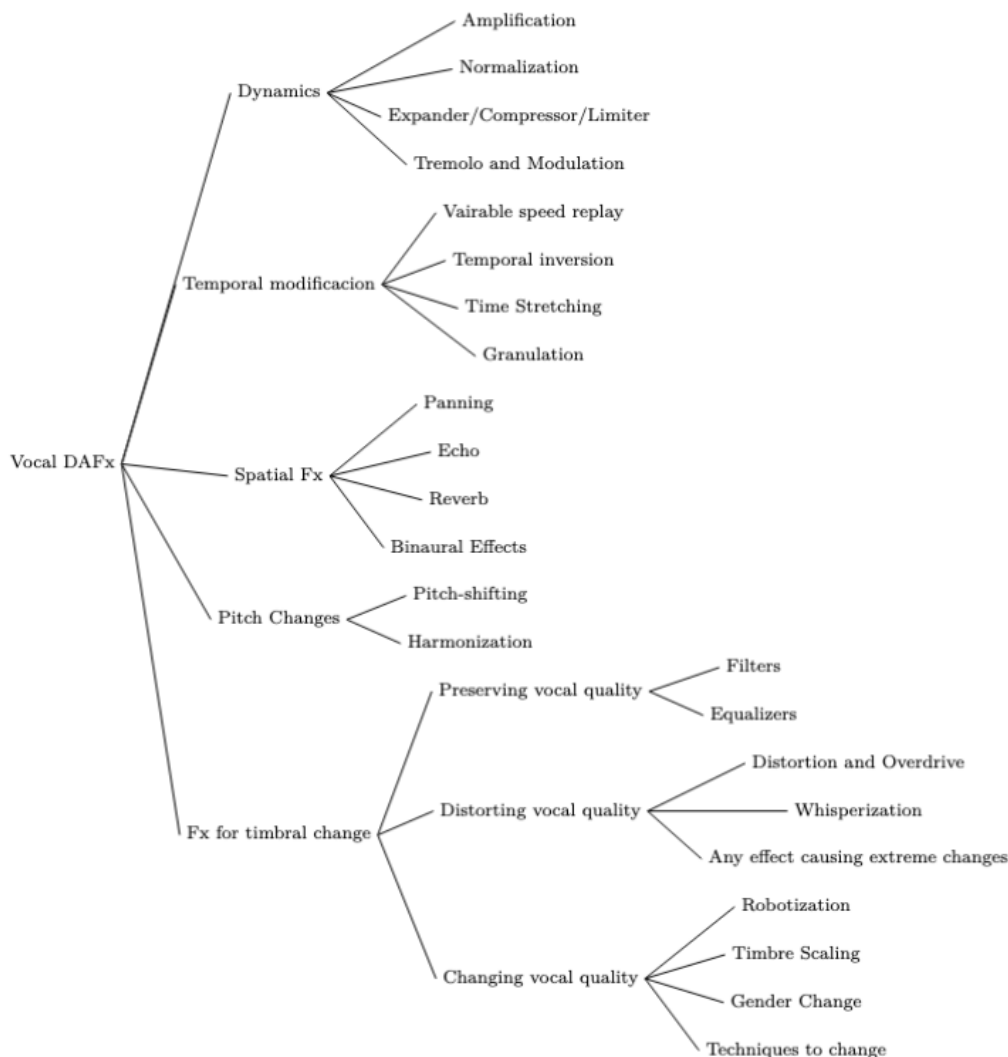 Amplification
Normalization
Dynamics
Expander/Compressor/Limiter
Tremolo and Modulation
Vairable speed replay
Temporal inversion
Temporal modificacion
Time Stretching
Granulation
Panning
Echo
Vocal DAFx
Spatial Fx
Reverb
Binaural Effects
Pitch-shifting
Pitch Changes
Harmonization
Filters
Preserving vocal quality
Equalizers
Distortion and Overdrive
Distorting vocal quality
Whisperization
Fx for timbral change
Any effect causing extreme changes
Robotization
Timbre Scaling
Changing vocal quality
Gender Change
Techniques to change